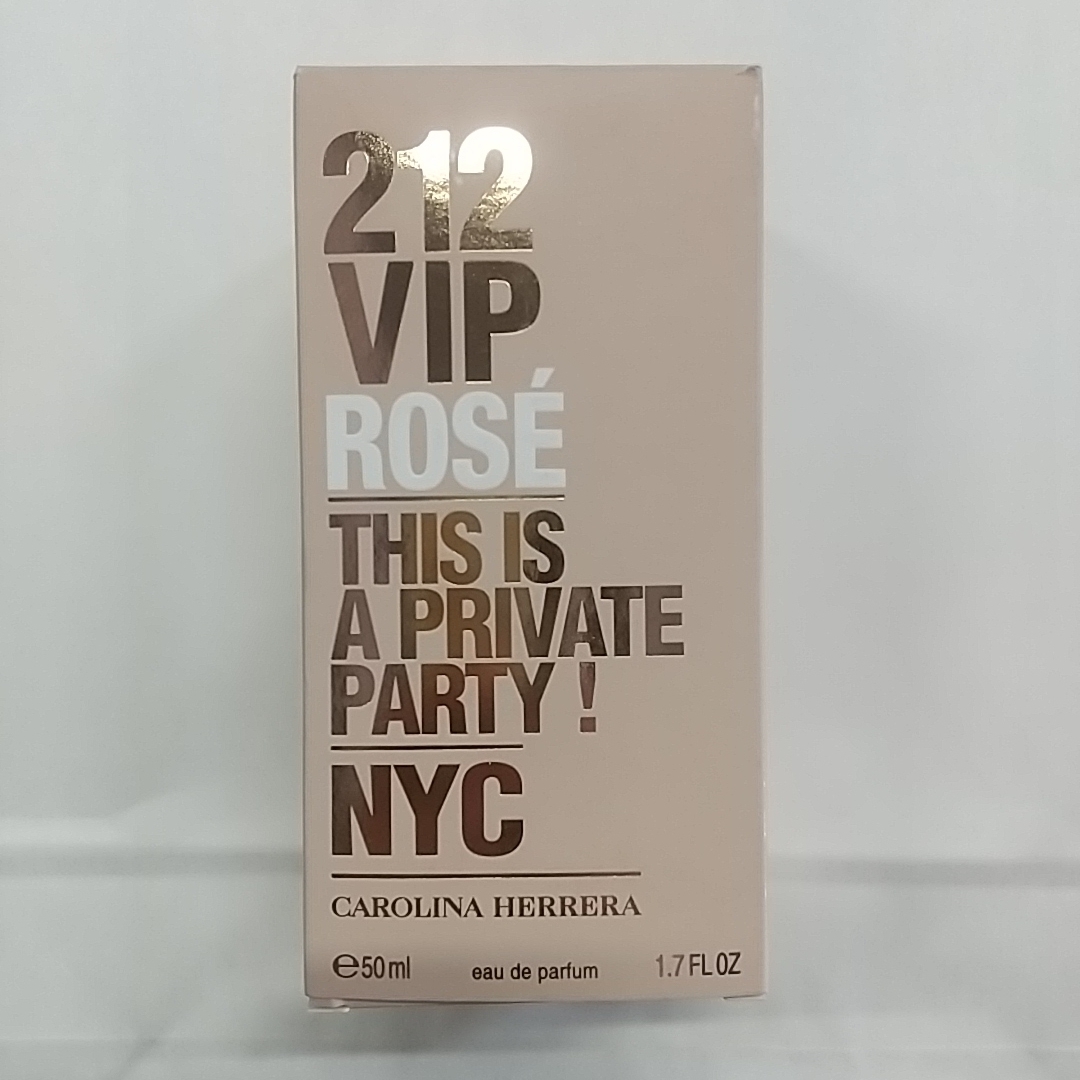 212
VIP
ROSÉ
THIS IS
A PRIVATE
PARTY !
NYC
CAROLINA HERRERA
℮50ml eau de parfum 1.7 FL OZ